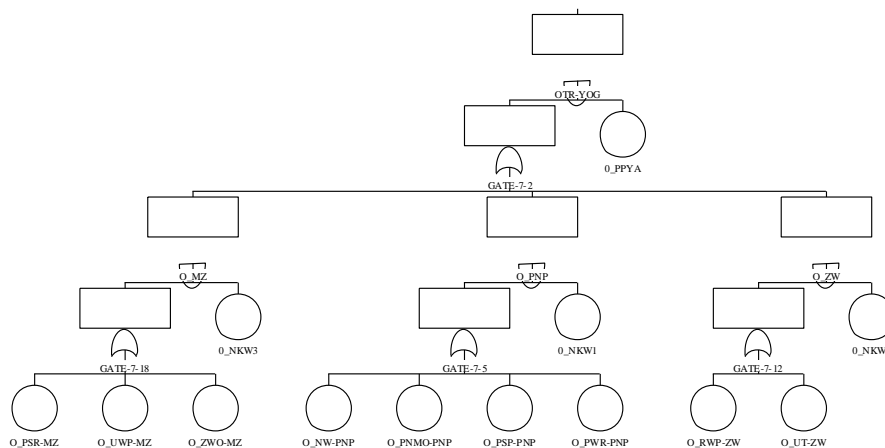 OTR-YOG
0_PPYA
GATE-7-2
O_MZ
O_PNP
O_ZW
0_NKW3
0_NKW1
0_NKW
GATE-7-18
GATE-7-5
GATE-7-12
O_PSR-MZ
O_UWP-MZ
O_ZWO-MZ
O_NW-PNP
O_PNMO-PNP
O_PSP-PNP
O_PWR-PNP
O_RWP-ZW
O_UT-ZW